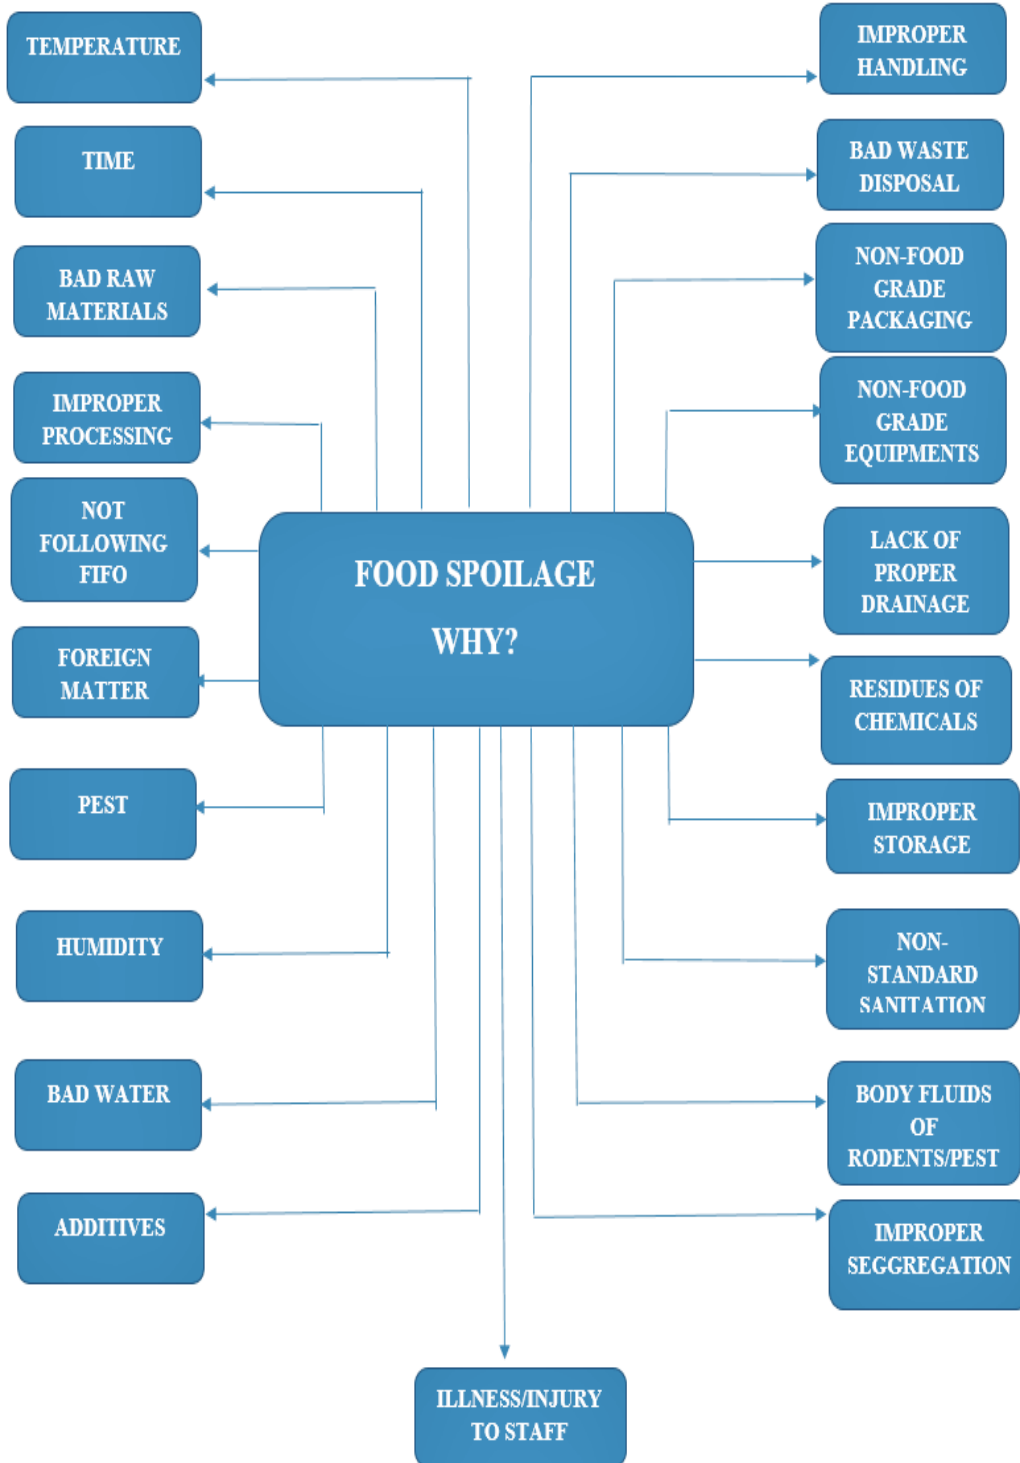 TEMPERATURE
TIME
BAD RAW
MATERIALS
IMPROPER
PROCESSING
NOT
FOLLOWING
FIFO
FOREIGN
MATTER
PEST
HUMIDITY
BAD WATER
ADDITIVES
FOOD SPOILAGE
WHY?
IMPROPER
HANDLING
BAD WASTE
DISPOSAL
NON-FOOD
GRADE
PACKAGING
NON-FOOD
GRADE
EQUIPMENTS
LACK OF
PROPER
DRAINAGE
RESIDUES OF
CHEMICALS
IMPROPER
STORAGE
NON-
STANDARD
SANITATION
BODY FLUIDS
OF
RODENTS/PEST
IMPROPER
SEGGREGATION
ILLNESS/INJURY
TO STAFF